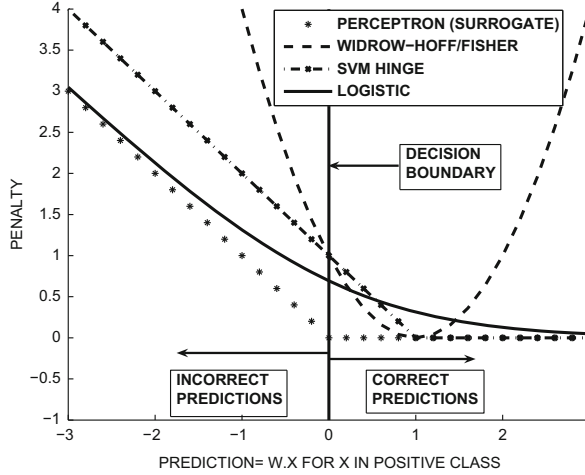 4
3.5
3
2.5
2
1.5
1
0.5
0
−0.5
−1
PENALTY
PERCEPTRON (SURROGATE)
WIDROW−HOFF/FISHER
SVM HINGE
LOGISTIC
DECISION
BOUNDARY
INCORRECT
PREDICTIONS
CORRECT
PREDICTIONS
−3 −2 −1 0 1 2
PREDICTION= W.X FOR X IN POSITIVE CLASS